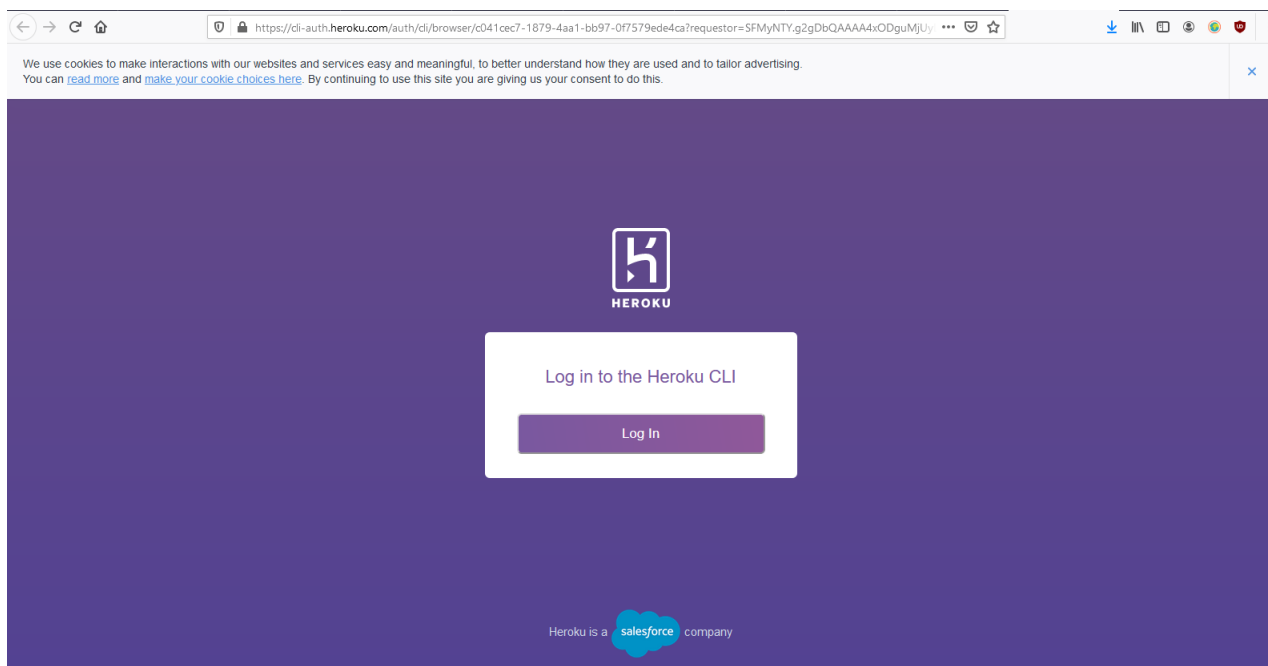 https://cli-auth.heroku.com/auth/cli/browser/c041cec7-1879-4aa1-bb97-0f7579ede4ca?requestor=SFMyNTY.g2gDbQAAAA4xODguMjUy
We use cookies to make interactions with our websites and services easy and meaningful, to better understand how they are used and to tailor advertising.
You can read more and make your cookie choices here. By continuing to use this site you are giving us your consent to do this.
HEROKU
Log in to the Heroku CLI
Log In
Heroku is a salesforce company